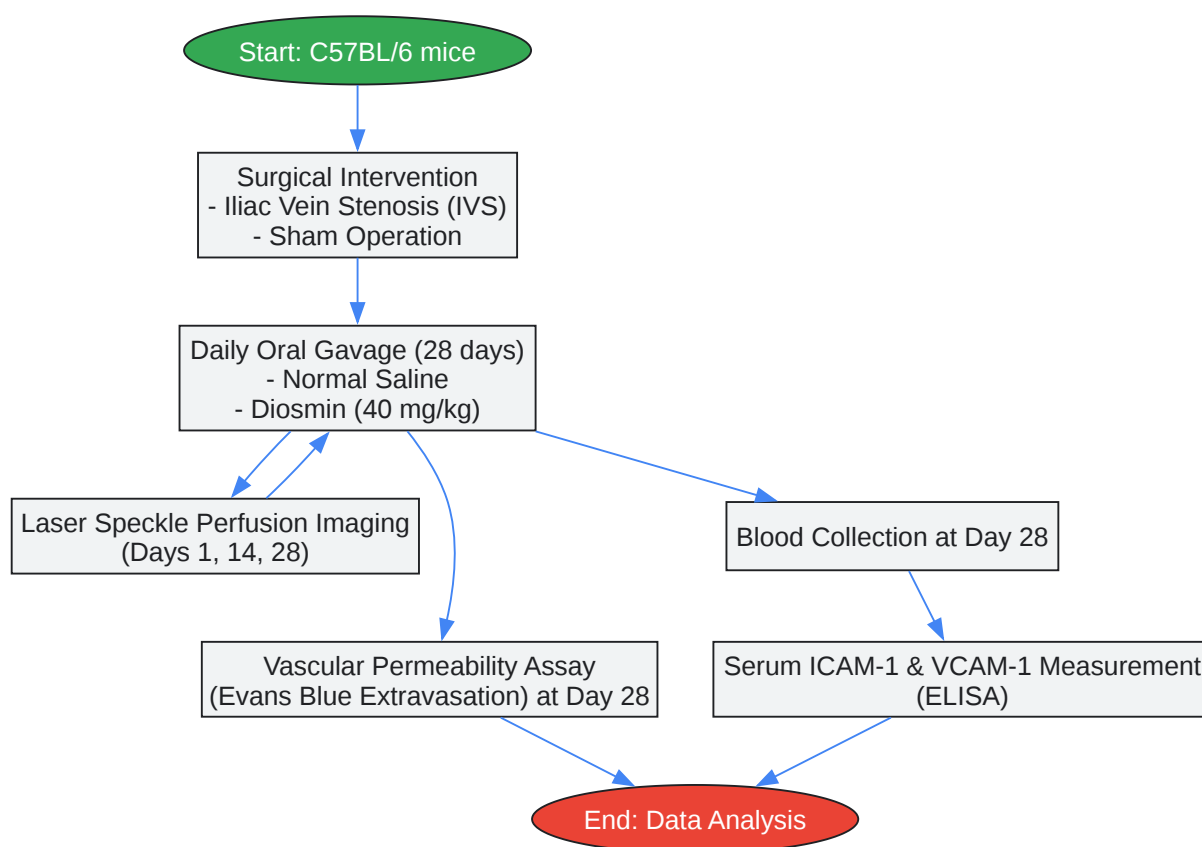 Start: C57BL/6 mice
Surgical Intervention
- Iliac Vein Stenosis (IVS)
- Sham Operation
Daily Oral Gavage (28 days)
- Normal Saline
- Diosmin (40 mg/kg)
Laser Speckle Perfusion Imaging
(Days 1, 14, 28)
Blood Collection at Day 28
Vascular Permeability Assay
(Evans Blue Extravasation) at Day 28
Serum ICAM-1 & VCAM-1 Measurement
(ELISA)
End: Data Analysis